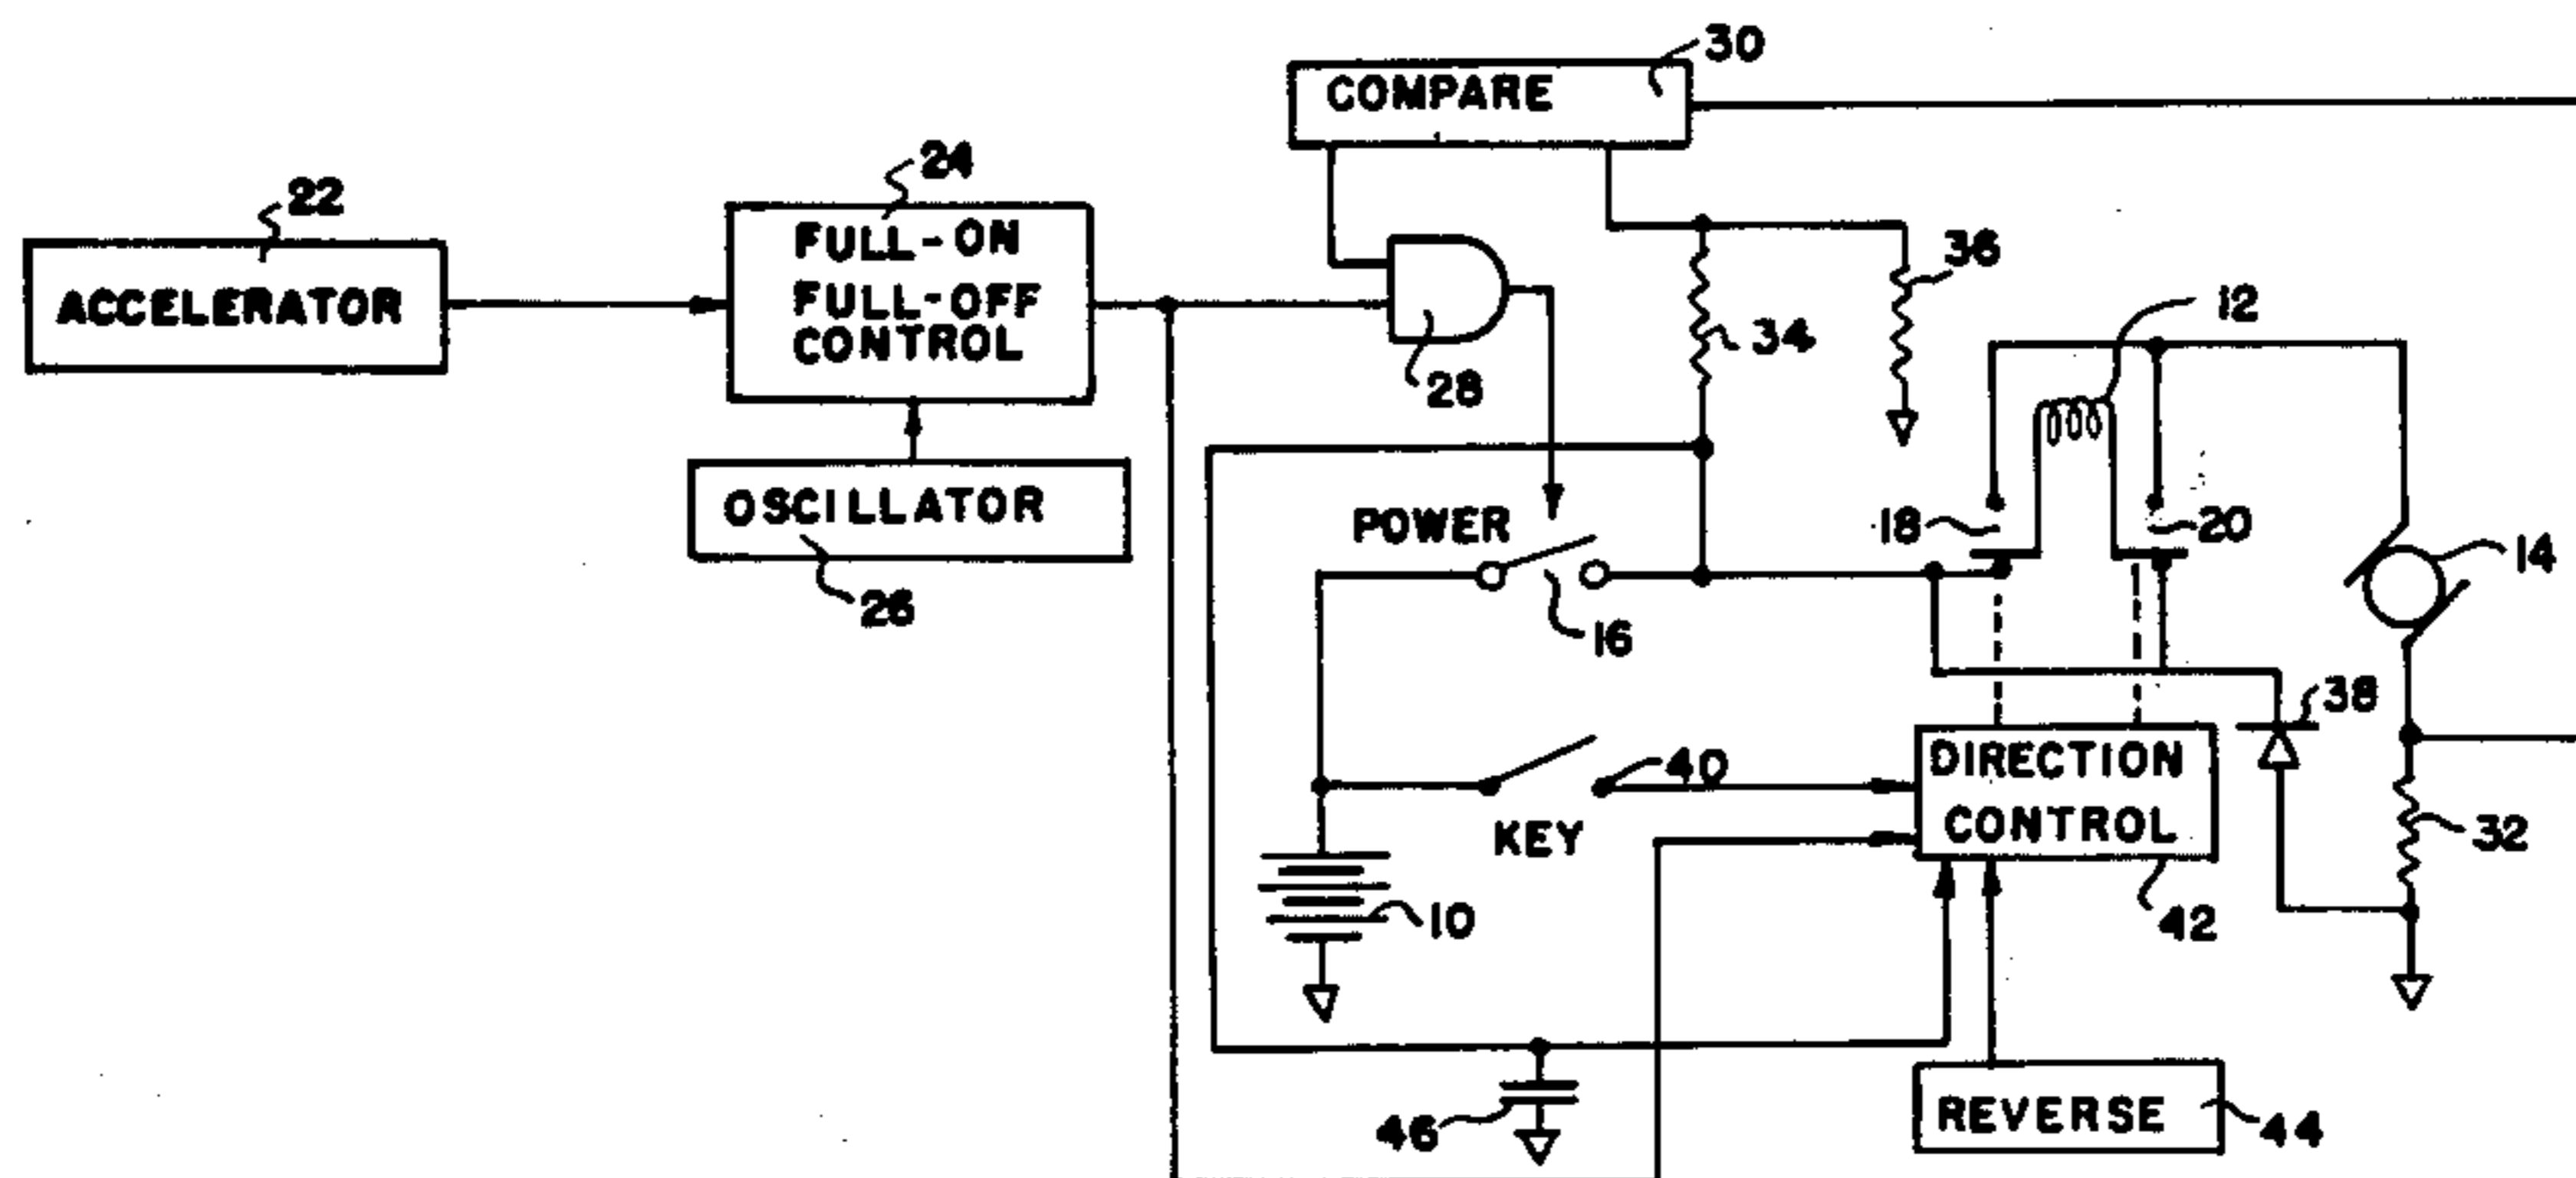 30
COMPARE
24
22
FULL-ON
FULL-OFF
CONTROL
ACCELERATOR
36
12
34
28
OSCILLATOR
26
POWER
18
20
14
16
38
40
DIRECTION
CONTROL
KEY
32
10
42
46
REVERSE
44